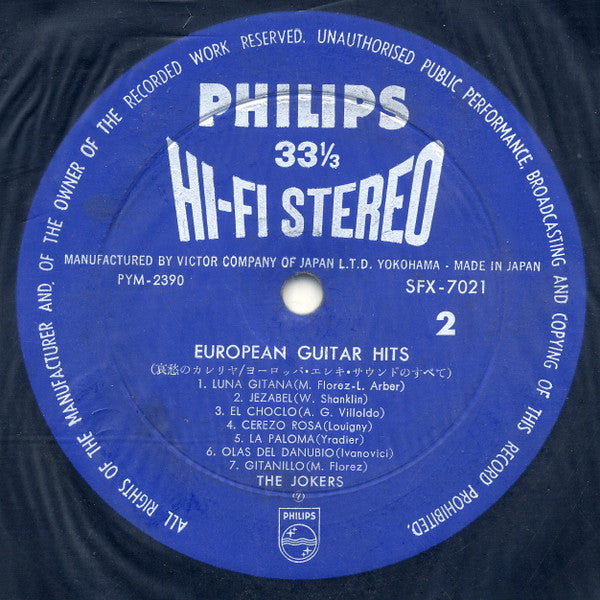 ALL RIGHTS OF THE MANUFACTURER AND, OF THE OWNER OF THE RECORDED WORK RESERVED. UNAUTHORISED PUBLIC PERFORMANCE, BROADCASTING AND COPYING OF THIS RECORD PROHIBITED.
PHILIPS
33⅓
HI-FI STEREO
MANUFACTURED BY VICTOR COMPANY OF JAPAN L.T.D. YOKOHAMA - MADE IN JAPAN
PYM-2390 SFX-7021
2
EUROPEAN GUITAR HITS
(哀愁のカレリヤ/ヨーロッパ・エレキ・サウンドのすべて)
1. LUNA GITANA(M. Florez-L. Arber)
2. JEZABEL(W. Shanklin)
3. EL CHOCLO(A. G. Villoldo)
4. CEREZO ROSA(Louigny)
5. LA PALOMA(Yradier)
6. OLAS DEL DANUBIO(Ivanovici)
7. GITANILLO(M. Florez)
THE JOKERS
PHILIPS